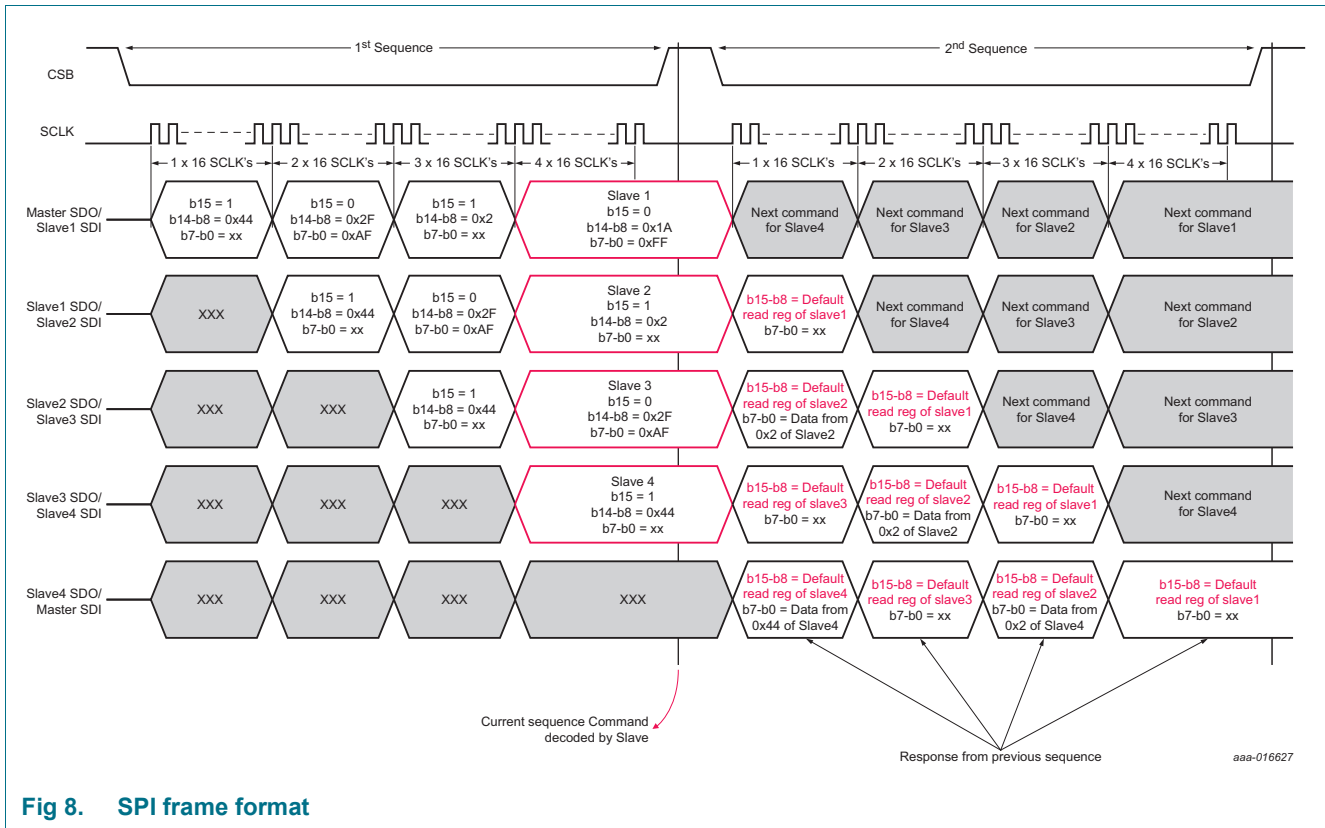 1st Sequence
2nd Sequence
CSB
SCLK
1 x 16 SCLK's
2 x 16 SCLK's
3 x 16 SCLK's
4 x 16 SCLK's
1 x 16 SCLK's
2 x 16 SCLK's
3 x 16 SCLK's
4 x 16 SCLK's
Master SDO/
Slave1 SDI
b15 = 1
b14-b8 = 0x44
b7-b0 = xx
b15 = 0
b14-b8 = 0x2F
b7-b0 = 0xAF
b15 = 1
b14-b8 = 0x2
b7-b0 = xx
Slave 1
b15 = 0
b14-b8 = 0x1A
b7-b0 = 0xFF
Next command
for Slave4
Next command
for Slave3
Next command
for Slave2
Next command
for Slave1
Slave1 SDO/
Slave2 SDI
XXX
b15 = 1
b14-b8 = 0x44
b7-b0 = xx
b15 = 0
b14-b8 = 0x2F
b7-b0 = 0xAF
Slave 2
b15 = 1
b14-b8 = 0x2
b7-b0 = xx
b15-b8 = Default
read reg of slave1
b7-b0 = xx
Next command
for Slave4
Next command
for Slave3
Next command
for Slave2
Slave2 SDO/
Slave3 SDI
XXX
XXX
b15 = 1
b14-b8 = 0x44
b7-b0 = xx
Slave 3
b15 = 0
b14-b8 = 0x2F
b7-b0 = 0xAF
b15-b8 = Default
read reg of slave2
b7-b0 = Data from
0x2 of Slave2
b15-b8 = Default
read reg of slave1
b7-b0 = xx
Next command
for Slave4
Next command
for Slave3
Slave3 SDO/
Slave4 SDI
XXX
XXX
XXX
Slave 4
b15 = 1
b14-b8 = 0x44
b7-b0 = xx
b15-b8 = Default
read reg of slave3
b7-b0 = xx
b15-b8 = Default
read reg of slave2
b7-b0 = Data from
0x2 of Slave2
b15-b8 = Default
read reg of slave1
b7-b0 = xx
Next command
for Slave4
Slave4 SDO/
Master SDI
XXX
XXX
XXX
XXX
b15-b8 = Default
read reg of slave4
b7-b0 = Data from
0x44 of Slave4
b15-b8 = Default
read reg of slave3
b7-b0 = xx
b15-b8 = Default
read reg of slave2
b7-b0 = Data from
0x2 of Slave4
b15-b8 = Default
read reg of slave1
b7-b0 = xx
Current sequence Command
decoded by Slave
Response from previous sequence
aaa-016627
Fig 8. SPI frame format